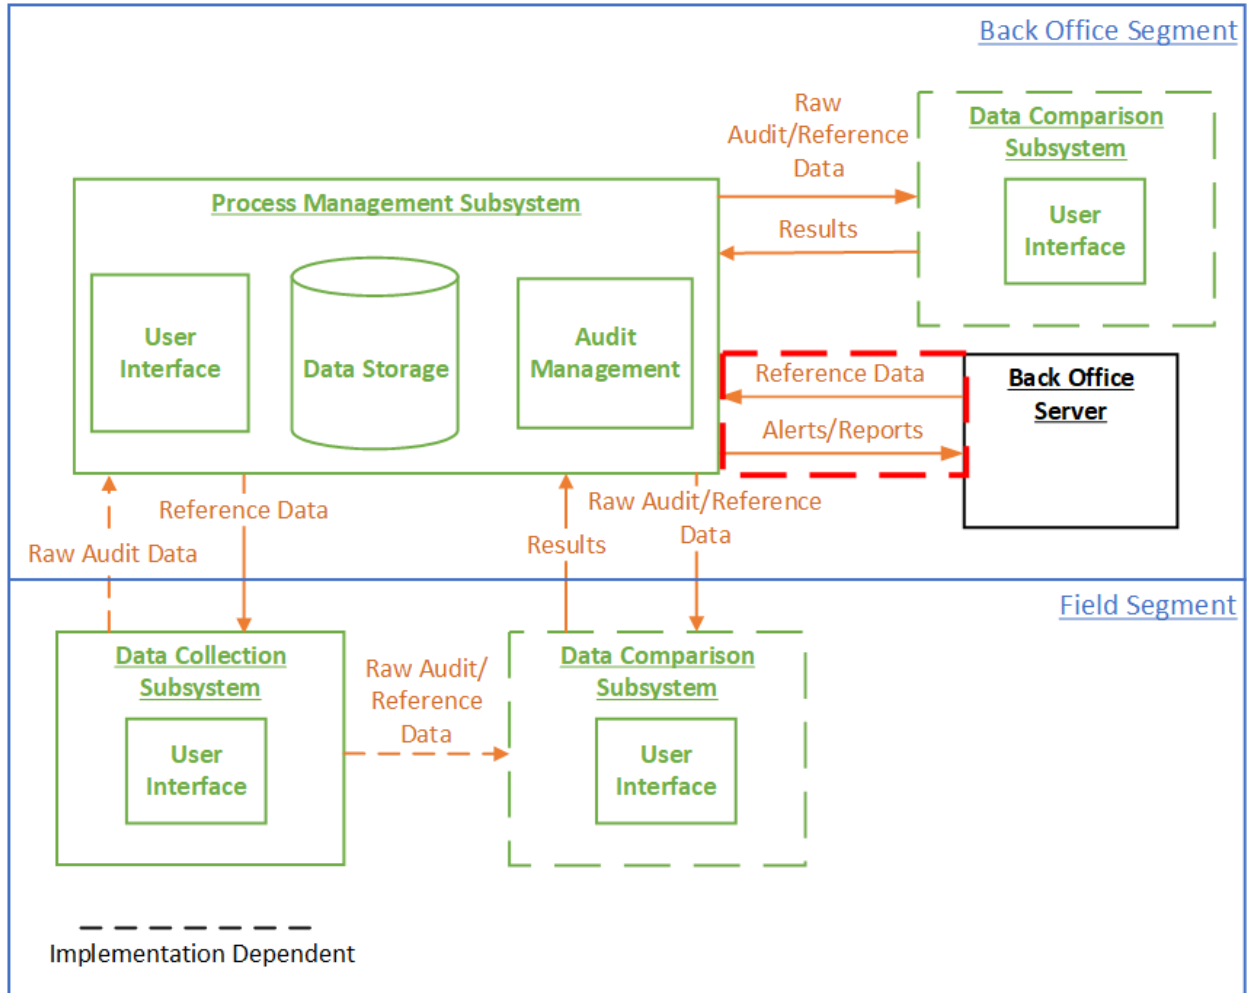 Back Office Segment
Raw
Audit/Reference
Data
Data Comparison
Subsystem
User
Interface
Results
Process Management Subsystem
User
Interface
Data Storage
Audit
Management
Reference Data
Alerts/Reports
Back Office
Server
Raw Audit Data
Reference Data
Results
Raw Audit/Reference
Data
Field Segment
Data Collection
Subsystem
User
Interface
Raw Audit/
Reference
Data
Data Comparison
Subsystem
User
Interface
Implementation Dependent